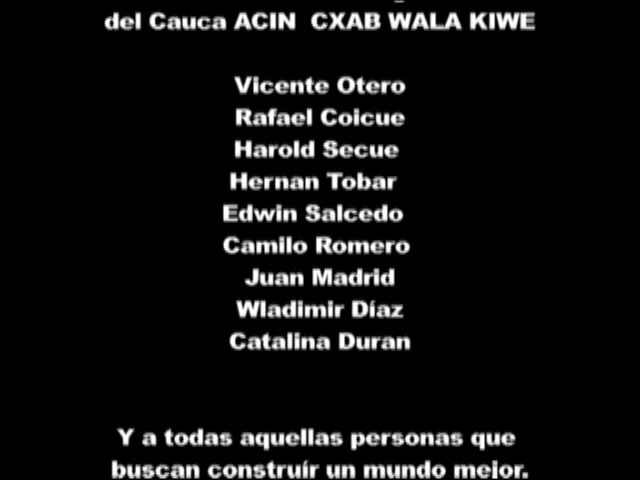 del Cauca ACIN CXAB WALA KIWE
Vicente Otero
Rafael Coicue
Harold Secue
Hernan Tobar
Edwin Salcedo
Camilo Romero
Juan Madrid
Wladimir Díaz
Catalina Duran
Y a todas aquellas personas que
buscan construír un mundo mejor.